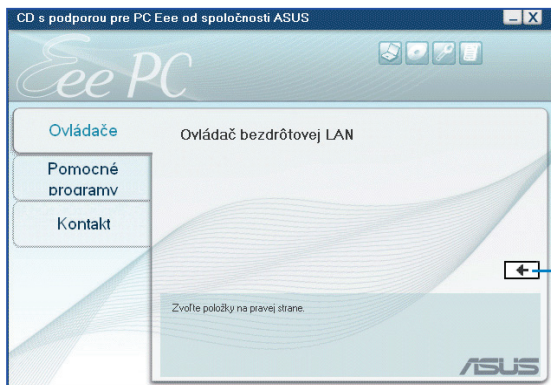 CD s podporou pre PC Eee od spoločnosti ASUS
Eee PC
Ovládače
Ovládač bezdrôtovej LAN
Pomocné
programy
Kontakt
Zvoľte položky na pravej strane.
ASUS